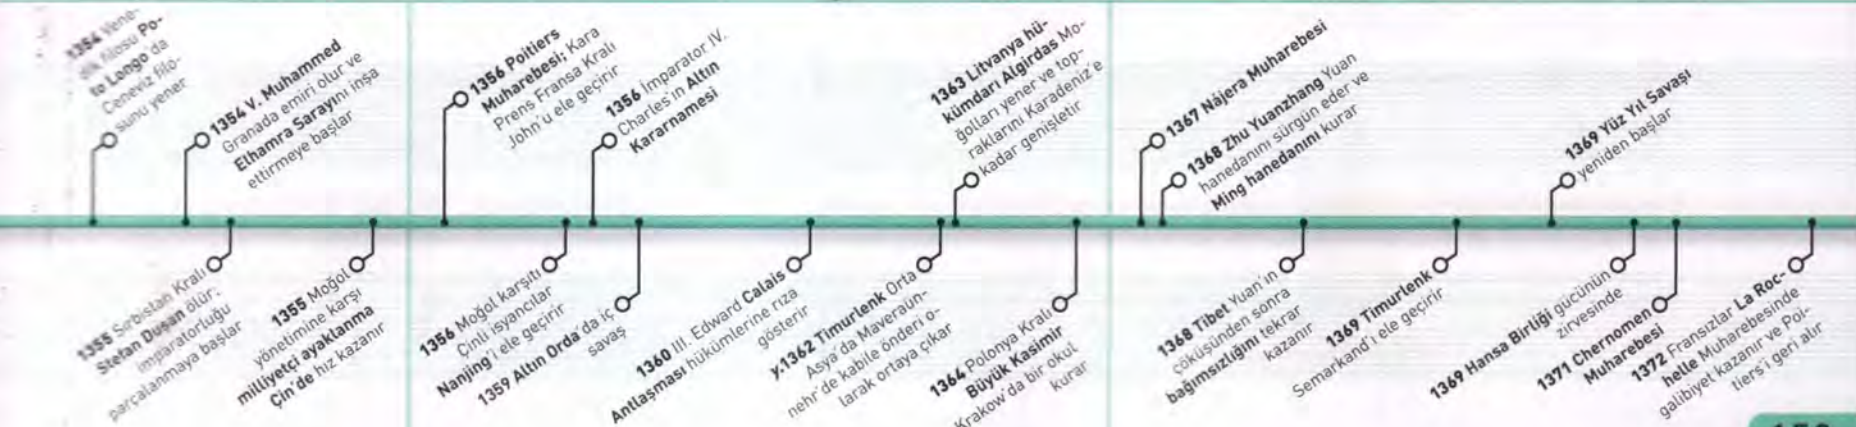 1354 Vene-
dik filosu Po-
to Longo'da
Ceneviz filo-
sunu yener
1354 V. Muhammed
Granada emiri olur ve
Elhamra Sarayını inşa
ettirmeye başlar
1356 Poitiers
Muharebesi; Kara
Prens Fransa Kralı
John'u ele geçirir
1356 İmparator IV.
Charles'in Altın
Kararnamesi
1363 Litvanya hü-
kümdarı Algirdas Mo-
ğolları yener ve top-
raklarını Karadeniz'e
kadar genişletir
1367 Nájera Muharebesi
1368 Zhu Yuanzhang Yuan
hanedanını sürgün eder ve
Ming hanedanını kurar
1369 Yüz Yıl Savaşı
yeniden başlar
1355 Sırbistan Kralı
Stefan Duşan ölür;
imparatorluğu
parçalanmaya başlar
1355 Moğol
yönetimine karşı
milliyetçi ayaklanma
Çin'de hız kazanır
1356 Moğol karşıtı
Çinli isyancılar
Nanjing'i ele geçirir
1359 Altın Orda'da iç
savaş
1360 III. Edward Calais
Antlaşması hükümlerine rıza
gösterir
y.1362 Timurlenk Orta
Asya'da Maveraün-
nehr'de kabile önderi o-
larak ortaya çıkar
1364 Polonya Kralı
Büyük Kasimir
Krakow'da bir okul
kurar
1368 Tibet Yuan'ın
çöküşünden sonra
bağımsızlığını tekrar
kazanır
1369 Timurlenk
Semarkand'ı ele geçirir
1369 Hansa Birliği gücünün
zirvesinde
1371 Chernomen
Muharebesi
1372 Fransızlar La Roc-
helle Muharebesinde
galibiyet kazanır ve Poi-
tiers'i geri alır